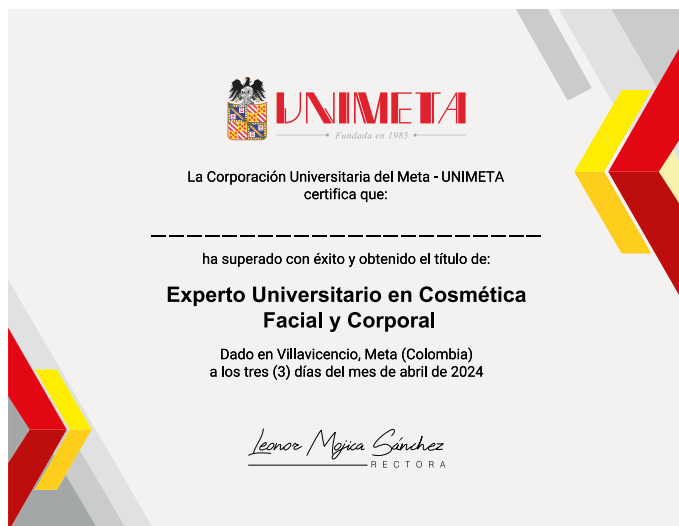 UNIMETA
Fundada en 1985
La Corporación Universitaria del Meta - UNIMETA
certifica que:
ha superado con éxito y obtenido el título de:
Experto Universitario en Cosmética
Facial y Corporal
Dado en Villavicencio, Meta (Colombia)
a los tres (3) días del mes de abril de 2024
Leonor Mojica Sánchez
RECTORA